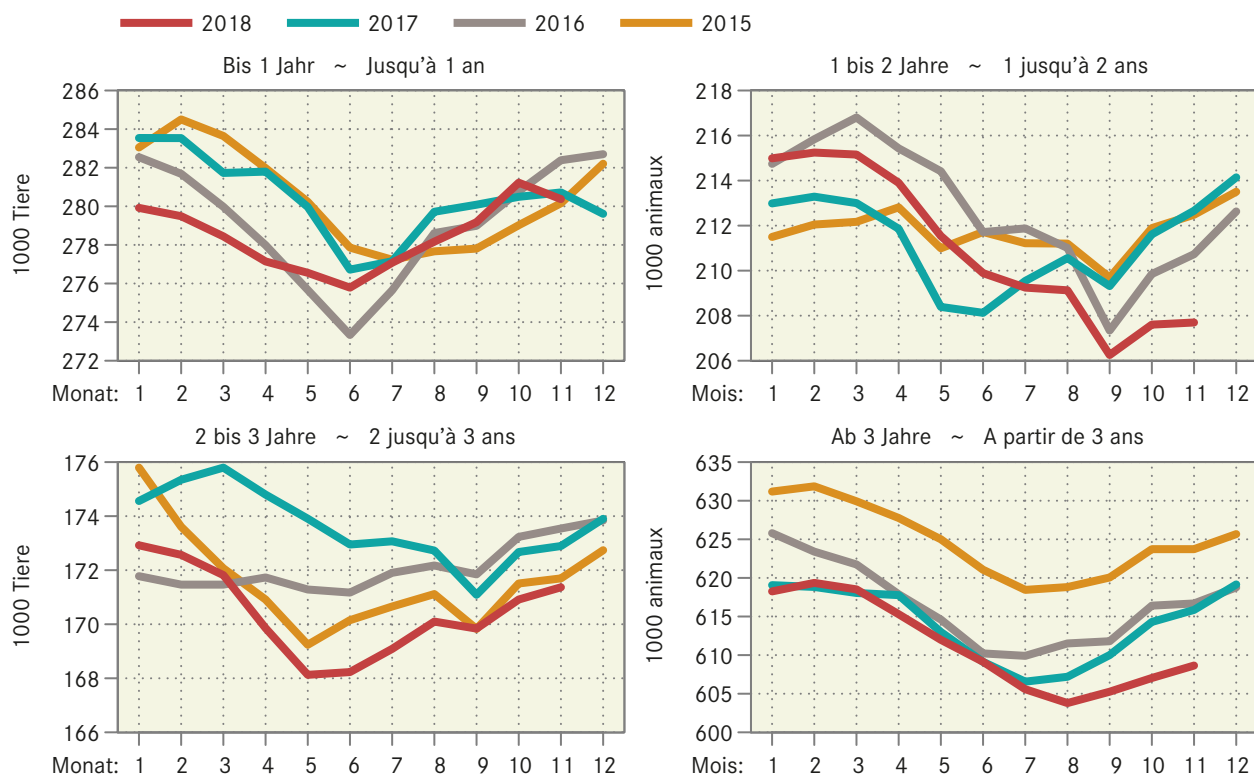 2018 2017 2016 2015
Bis 1 Jahr ~ Jusqu'à 1 an
1000 Tiere
286
284
282
280
278
276
274
272
Monat: 1 2 3 4 5 6 7 8 9 10 11 12
1 bis 2 Jahre ~ 1 jusqu'à 2 ans
1000 animaux
218
216
214
212
210
208
206
Mois: 1 2 3 4 5 6 7 8 9 10 11 12
2 bis 3 Jahre ~ 2 jusqu'à 3 ans
1000 Tiere
176
174
172
170
168
166
Monat: 1 2 3 4 5 6 7 8 9 10 11 12
Ab 3 Jahre ~ A partir de 3 ans
1000 animaux
635
630
625
620
615
610
605
600
Mois: 1 2 3 4 5 6 7 8 9 10 11 12